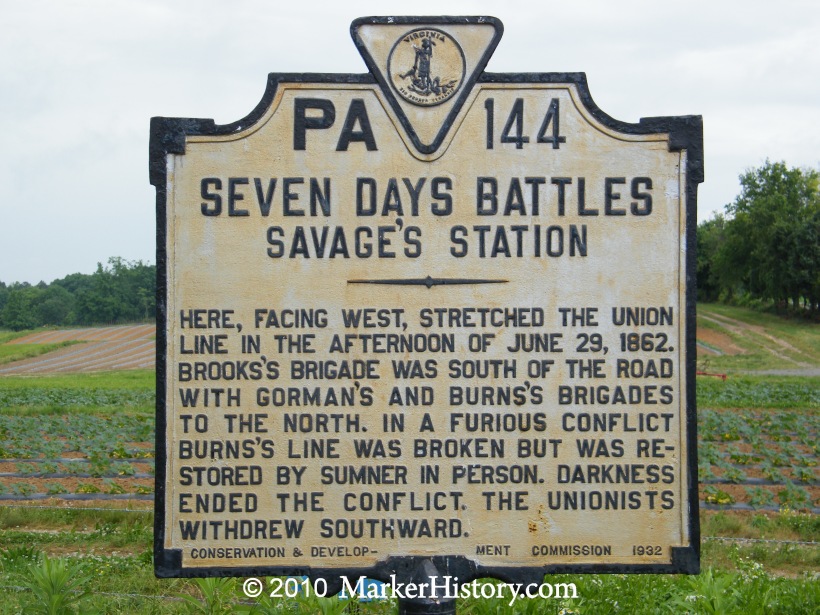 VIRGINIA
PA 144
SEVEN DAYS BATTLES
SAVAGE'S STATION
HERE, FACING WEST, STRETCHED THE UNION
LINE IN THE AFTERNOON OF JUNE 29, 1862.
BROOKS'S BRIGADE WAS SOUTH OF THE ROAD
WITH GORMAN'S AND BURNS'S BRIGADES
TO THE NORTH. IN A FURIOUS CONFLICT
BURNS'S LINE WAS BROKEN BUT WAS RE-
STORED BY SUMNER IN PERSON. DARKNESS
ENDED THE CONFLICT. THE UNIONISTS
WITHDREW SOUTHWARD.
CONSERVATION & DEVELOP- MENT COMMISSION 1932
© 2010 MarkerHistory.com